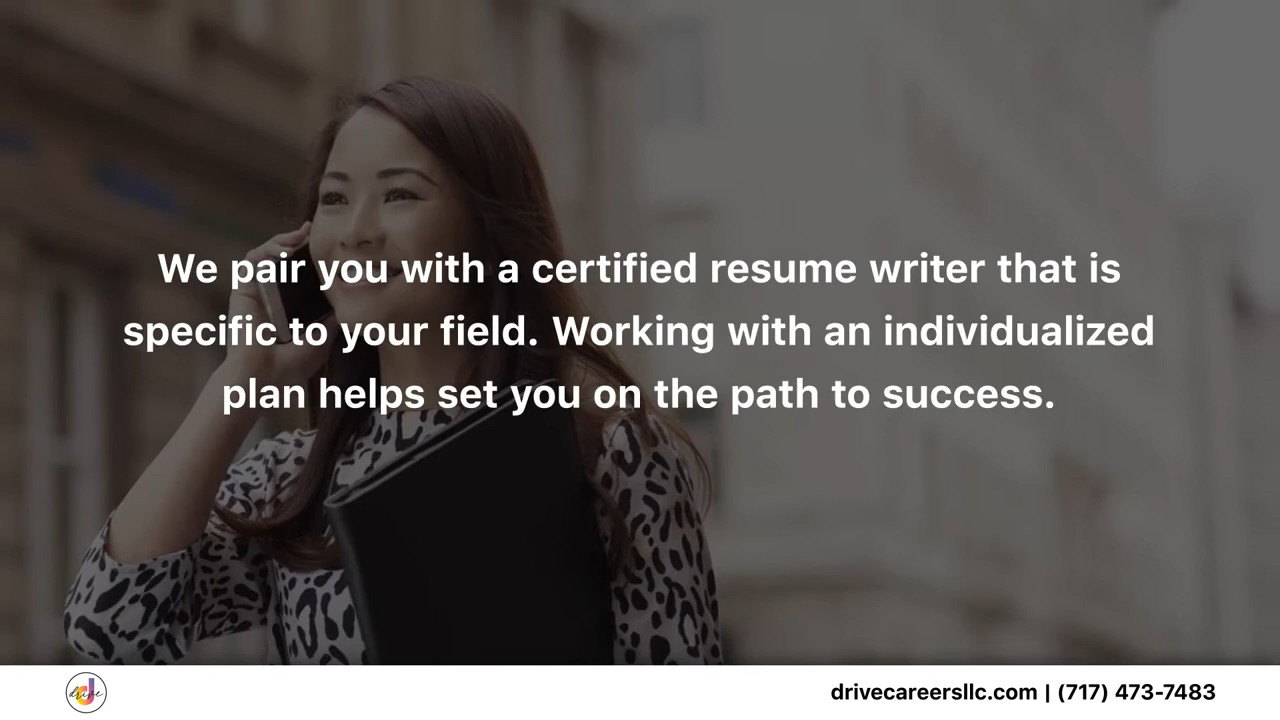 We pair you with a certified resume writer that is
specific to your field. Working with an individualized
plan helps set you on the path to success.
drive
drivecareersllc.com | (717) 473-7483